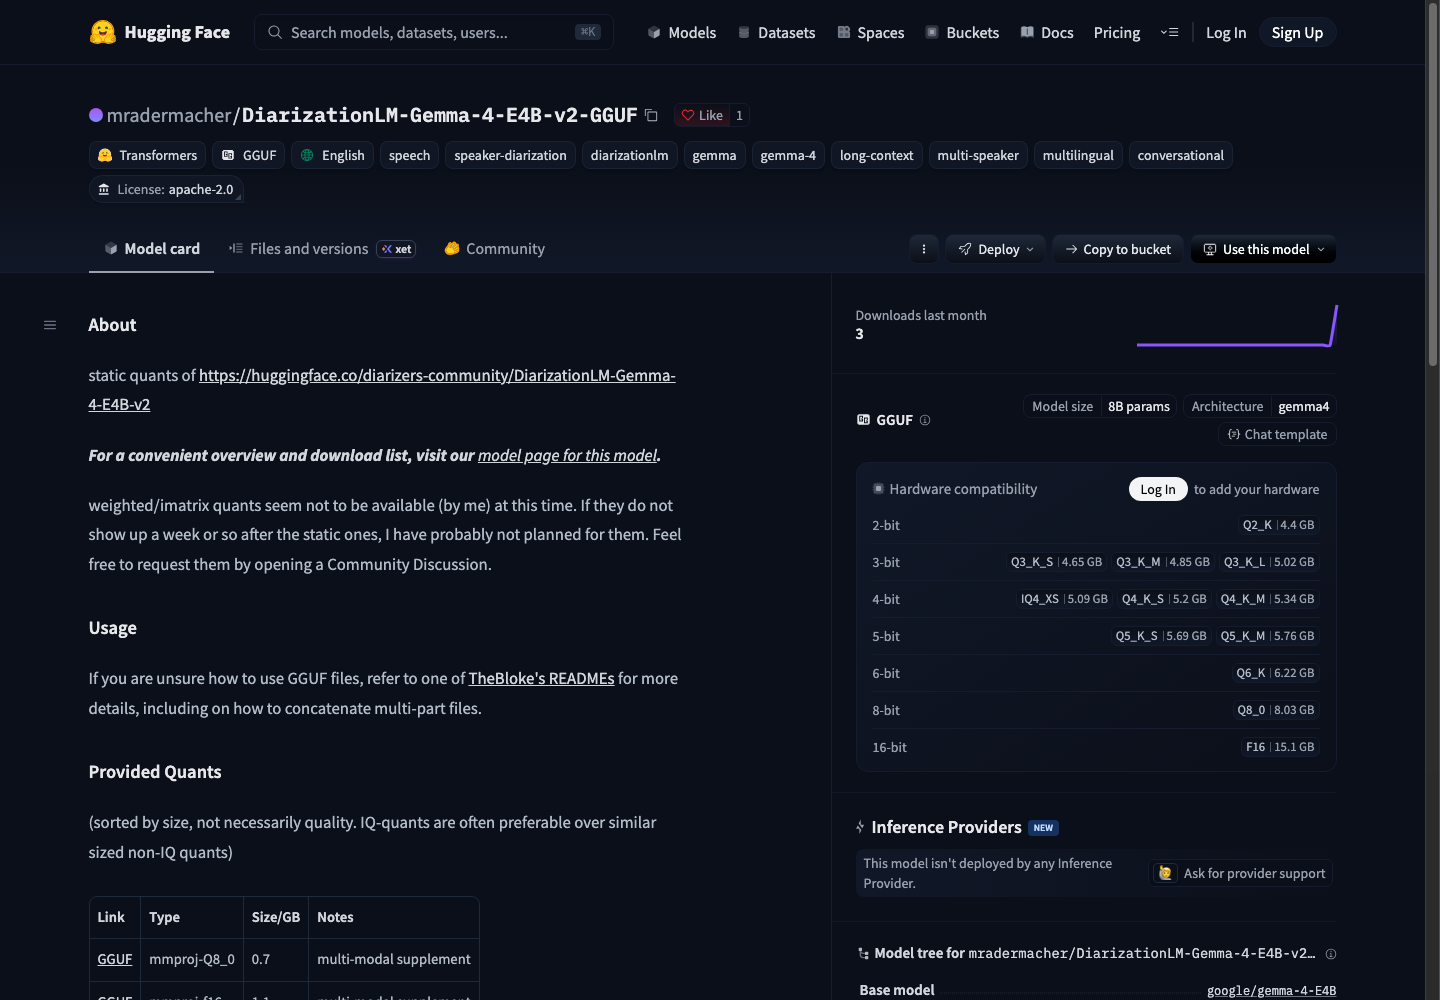 Hugging Face
Search models, datasets, users...
⌘K
Models
Datasets
Spaces
Buckets
Docs
Pricing
Log In
Sign Up
mradermacher/DiarizationLM-Gemma-4-E4B-v2-GGUF
Like 1
Transformers
GGUF
English
speech
speaker-diarization
diarizationlm
gemma
gemma-4
long-context
multi-speaker
multilingual
conversational
License: apache-2.0
Model card
Files and versions
xet
Community
Deploy
Copy to bucket
Use this model
About
static quants of https://huggingface.co/diarizers-community/DiarizationLM-Gemma-
4-E4B-v2
For a convenient overview and download list, visit our model page for this model.
weighted/imatrix quants seem not to be available (by me) at this time. If they do not
show up a week or so after the static ones, I have probably not planned for them. Feel
free to request them by opening a Community Discussion.
Usage
If you are unsure how to use GGUF files, refer to one of TheBloke's READMEs for more
details, including on how to concatenate multi-part files.
Provided Quants
(sorted by size, not necessarily quality. IQ-quants are often preferable over similar
sized non-IQ quants)
Link Type Size/GB Notes
GGUF mmproj-Q8_0 0.7 multi-modal supplement
GGUF mmproj-f16 1.1 multi-modal supplement
Downloads last month
3
GGUF
Model size 8B params
Architecture gemma4
Chat template
Hardware compatibility
Log In to add your hardware
2-bit Q2_K 4.4 GB
3-bit Q3_K_S 4.65 GB Q3_K_M 4.85 GB Q3_K_L 5.02 GB
4-bit IQ4_XS 5.09 GB Q4_K_S 5.2 GB Q4_K_M 5.34 GB
5-bit Q5_K_S 5.69 GB Q5_K_M 5.76 GB
6-bit Q6_K 6.22 GB
8-bit Q8_0 8.03 GB
16-bit F16 15.1 GB
Inference Providers NEW
This model isn't deployed by any Inference
Provider.
Ask for provider support
Model tree for mradermacher/DiarizationLM-Gemma-4-E4B-v2…
Base model google/gemma-4-E4B